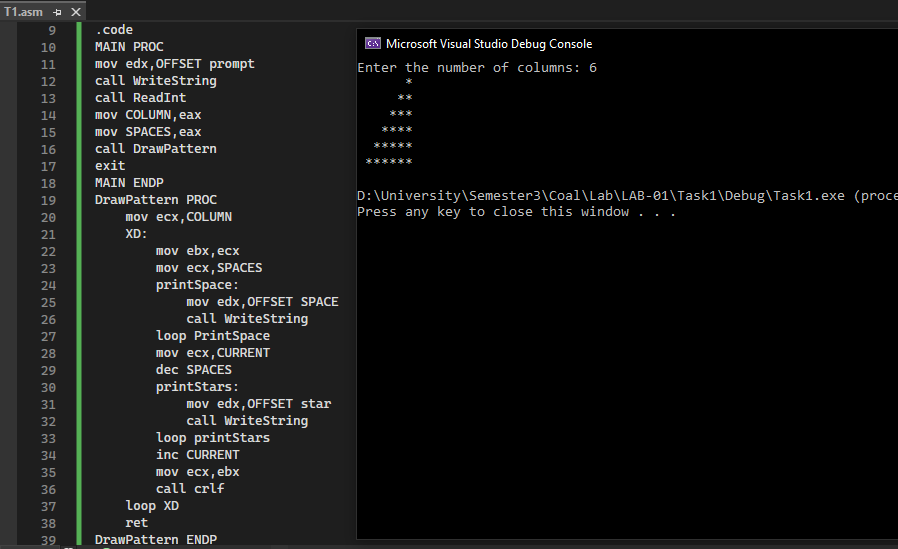 T1.asm
9 .code
10 MAIN PROC
11 mov edx,OFFSET prompt
12 call WriteString
13 call ReadInt
14 mov COLUMN,eax
15 mov SPACES,eax
16 call DrawPattern
17 exit
18 MAIN ENDP
19 DrawPattern PROC
20 mov ecx,COLUMN
21 XD:
22 mov ebx,ecx
23 mov ecx,SPACES
24 printSpace:
25 mov edx,OFFSET SPACE
26 call WriteString
27 loop PrintSpace
28 mov ecx,CURRENT
29 dec SPACES
30 printStars:
31 mov edx,OFFSET star
32 call WriteString
33 loop printStars
34 inc CURRENT
35 mov ecx,ebx
36 call crlf
37 loop XD
38 ret
39 DrawPattern ENDP
Microsoft Visual Studio Debug Console
Enter the number of columns: 6
*
**
***
****
*****
******
D:\University\Semester3\Coal\Lab\LAB-01\Task1\Debug\Task1.exe (proce
Press any key to close this window . . .